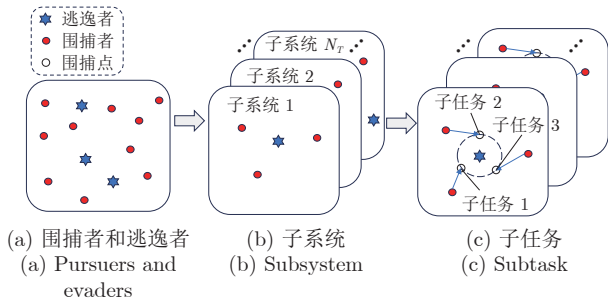 逃逸者
围捕者
围捕点
子系统 N_T
子系统 2
子系统 1
子任务 2
子任务 3
子任务 1
(a) 围捕者和逃逸者
(a) Pursuers and
evaders
(b) 子系统
(b) Subsystem
(c) 子任务
(c) Subtask